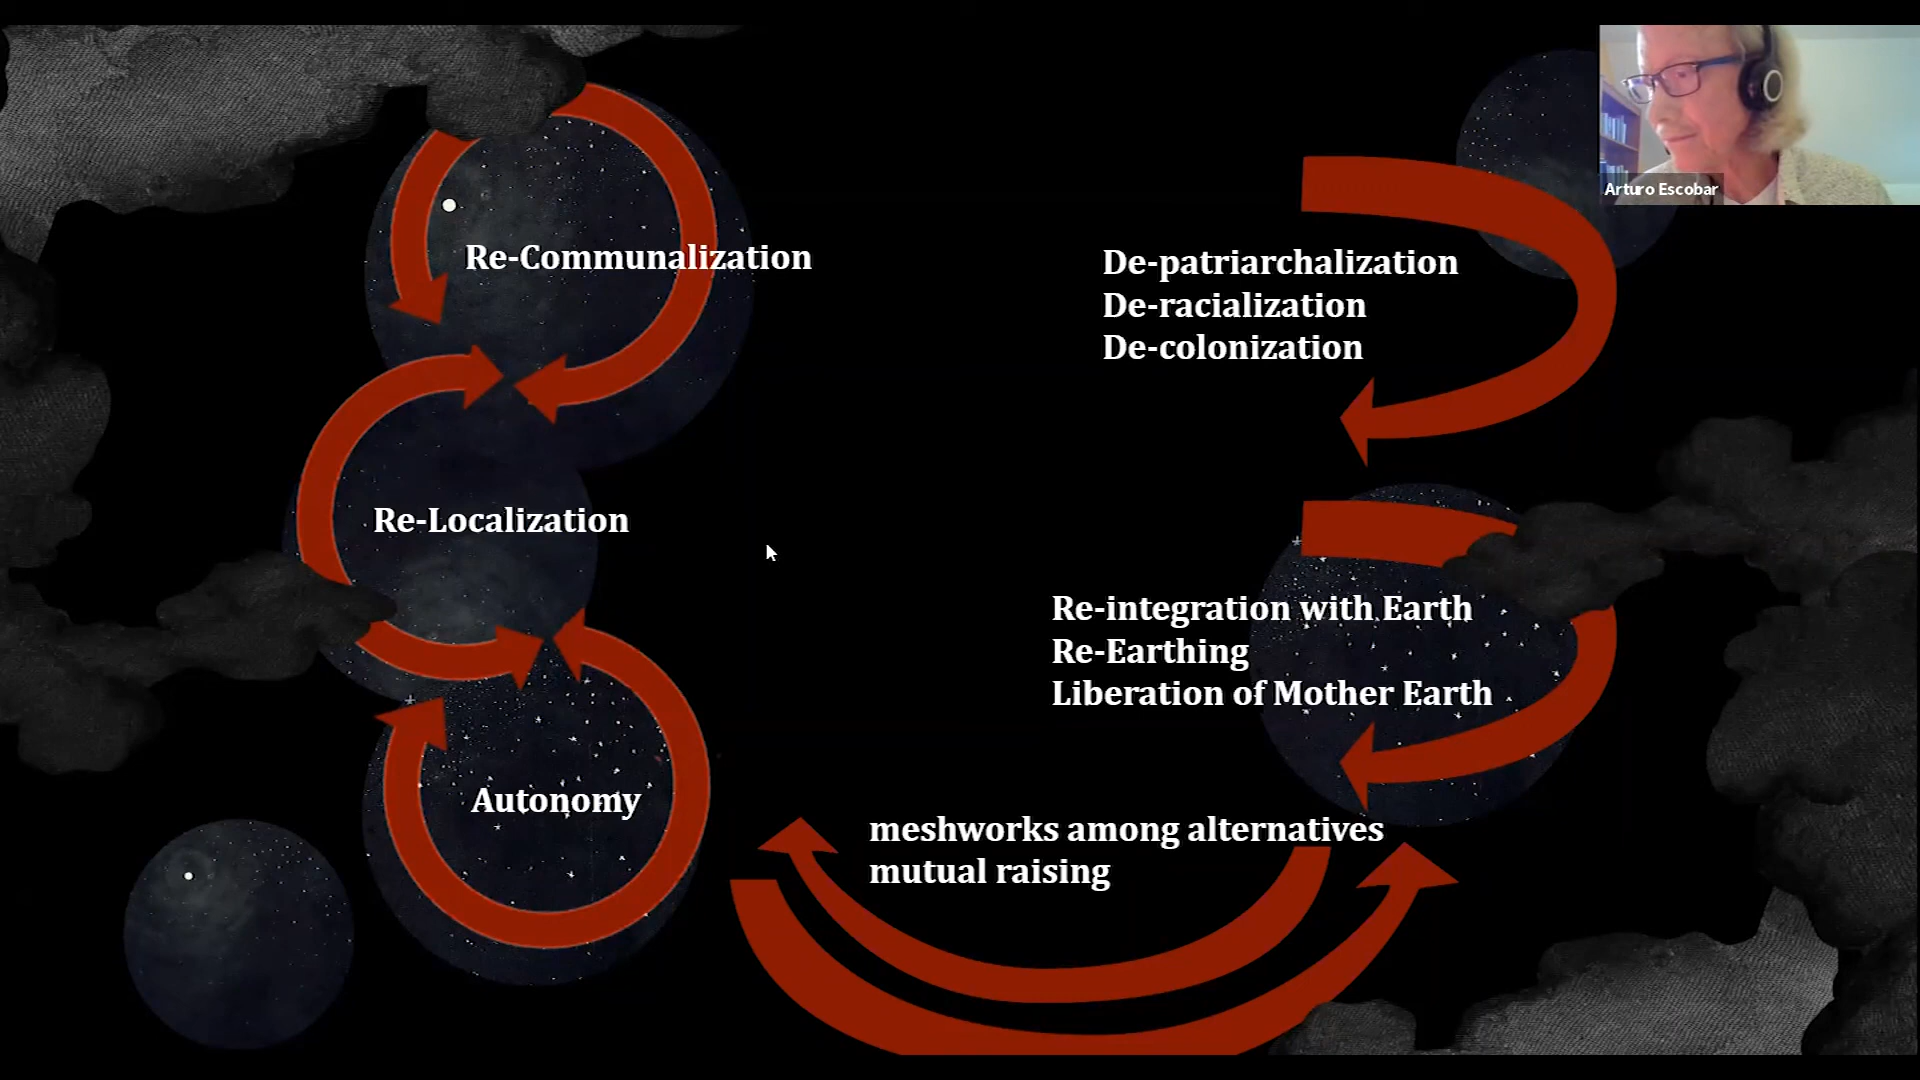 Arturo Escobar
Re-Communalization
De-patriarchalization
De-racialization
De-colonization
Re-Localization
Re-integration with Earth
Re-Earthing
Liberation of Mother Earth
Autonomy
meshworks among alternatives
mutual raising